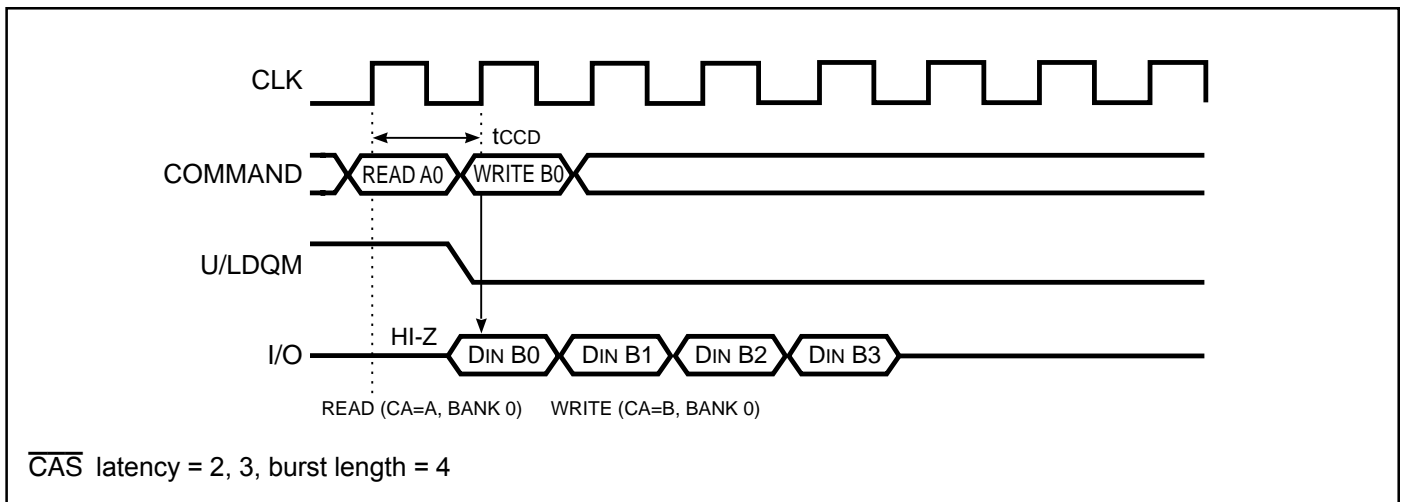 CLK
tCCD
COMMAND READ A0 WRITE B0
U/LDQM
HI-Z
I/O DIN B0 DIN B1 DIN B2 DIN B3
READ (CA=A, BANK 0) WRITE (CA=B, BANK 0)
CAS latency = 2, 3, burst length = 4